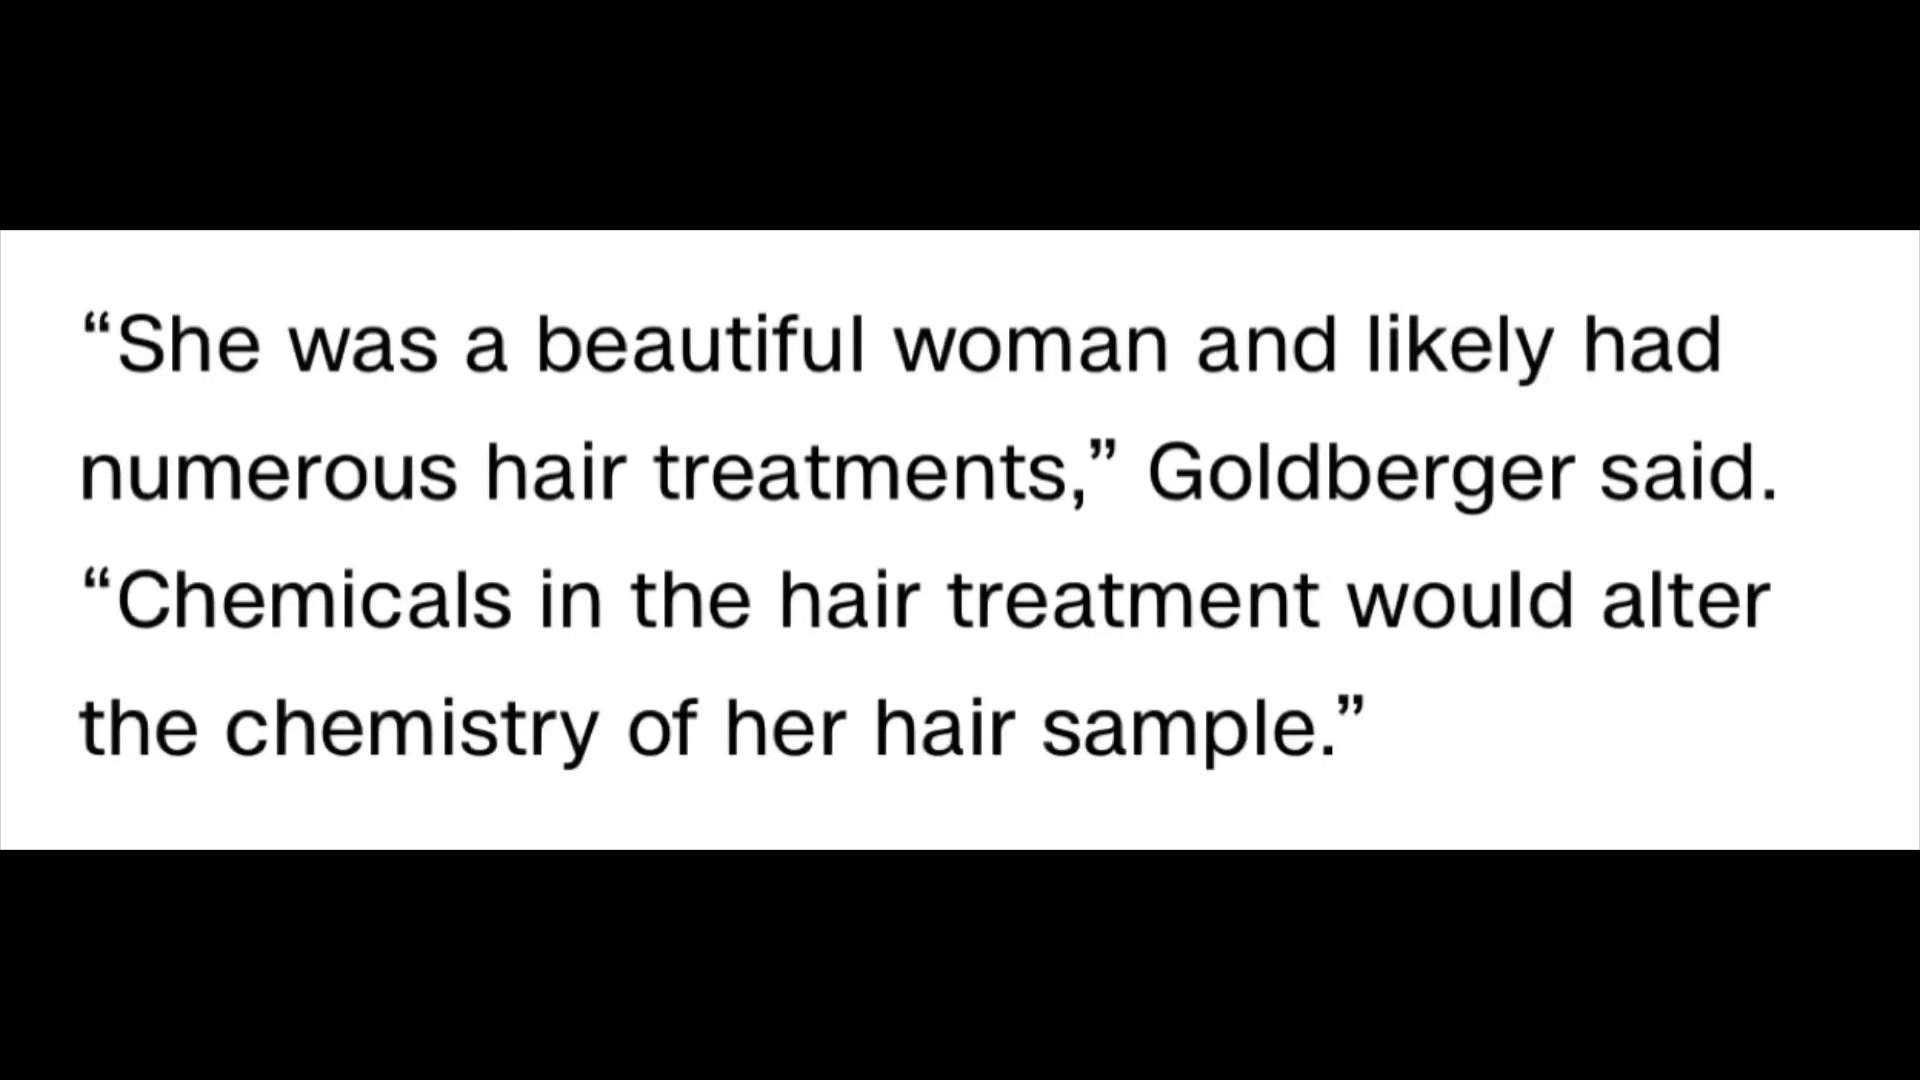 “She was a beautiful woman and likely had
numerous hair treatments,” Goldberger said.
“Chemicals in the hair treatment would alter
the chemistry of her hair sample.”